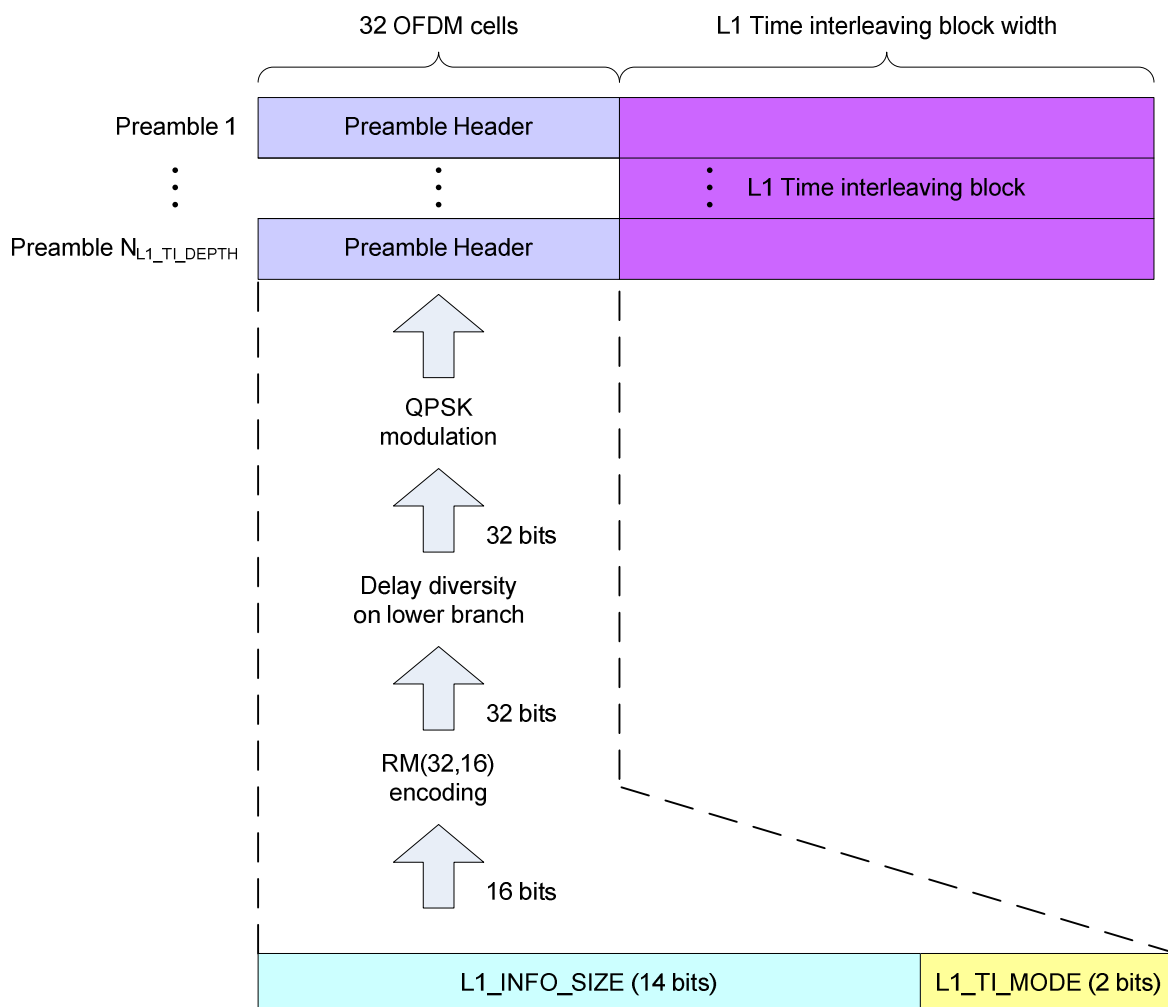 32 OFDM cells
L1 Time interleaving block width
Preamble 1
Preamble Header
L1 Time interleaving block
Preamble N_L1_TI_DEPTH
Preamble Header
QPSK
modulation
32 bits
Delay diversity
on lower branch
32 bits
RM(32,16)
encoding
16 bits
L1_INFO_SIZE (14 bits)
L1_TI_MODE (2 bits)